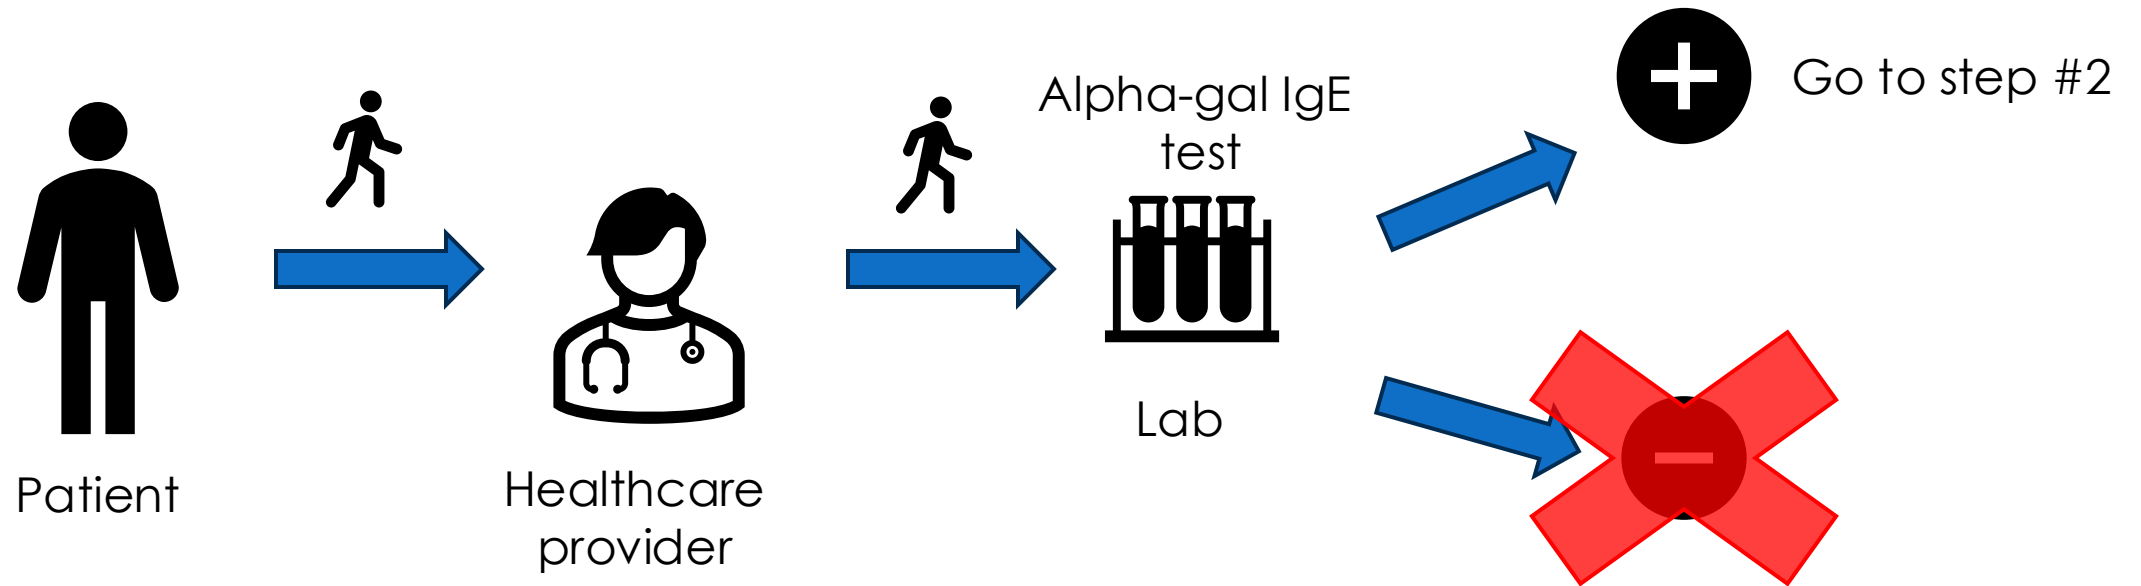 Patient
Healthcare
provider
Alpha-gal IgE
test
Lab
Go to step #2